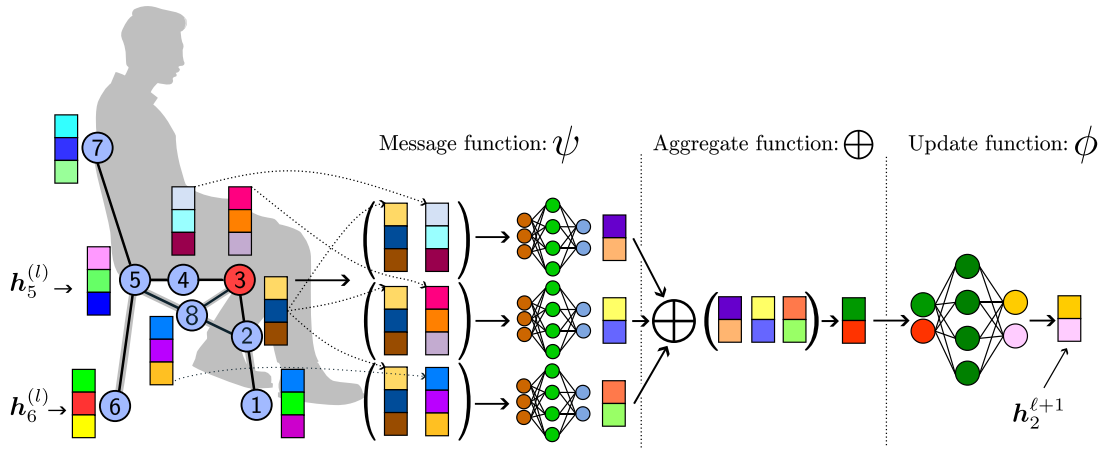 Message function: ψ
Aggregate function: ⊕
Update function: ϕ
7
h_5^{(l)} →
5
4
3
8
2
h_6^{(l)} →
6
1
h_2^{ℓ+1}